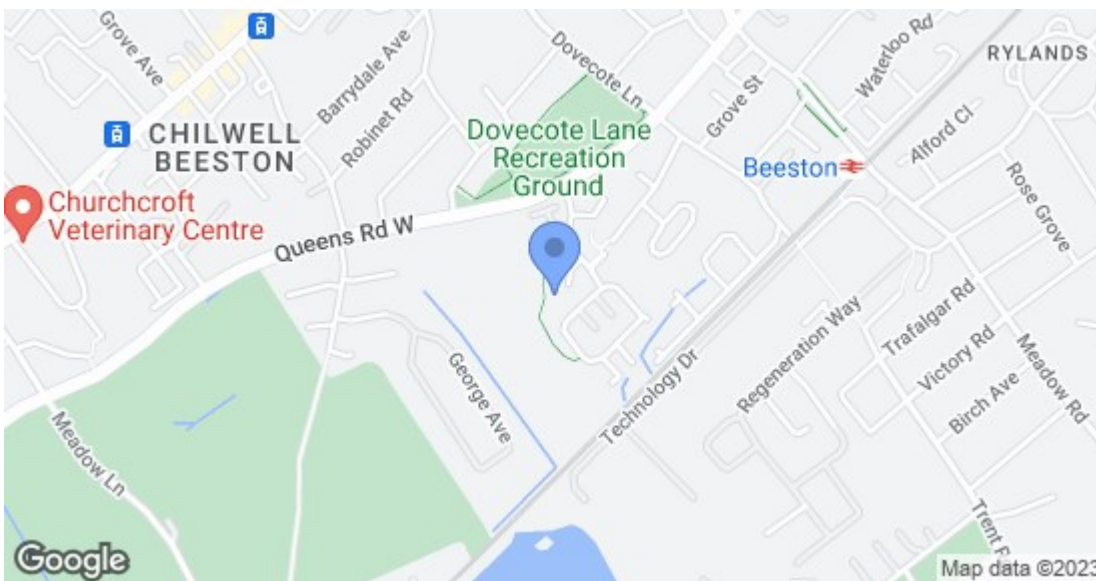 Grove Ave
Barrydale Ave
Robinet Rd
Dovecote Ln
Grove St
Waterloo Rd
RYLANDS
CHILWELL
BEESTON
Dovecote Lane
Recreation
Ground
Beeston
Alford Cl
Rose Grove
Churchcroft
Veterinary Centre
Queens Rd W
George Ave
Technology Dr
Regeneration Way
Trafalgar Rd
Victory Rd
Birch Ave
Meadow Rd
Meadow Ln
Trent R
Google
Map data ©2023